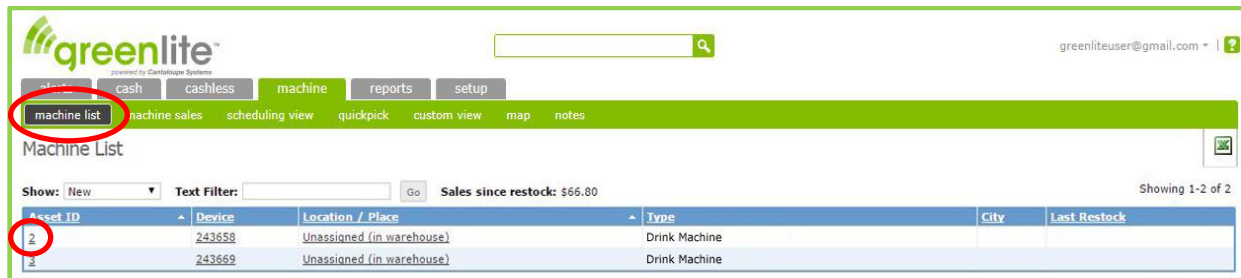 greenlite™
powered by Cantaloupe Systems
greenliteuser@gmail.com | ?
alerts cash cashless machine reports setup
machine list machine sales scheduling view quickpick custom view map notes
Machine List
Show: New Text Filter: Go Sales since restock: $66.80 Showing 1-2 of 2
Asset ID Device Location / Place Type City Last Restock
2 243658 Unassigned (in warehouse) Drink Machine
3 243669 Unassigned (in warehouse) Drink Machine